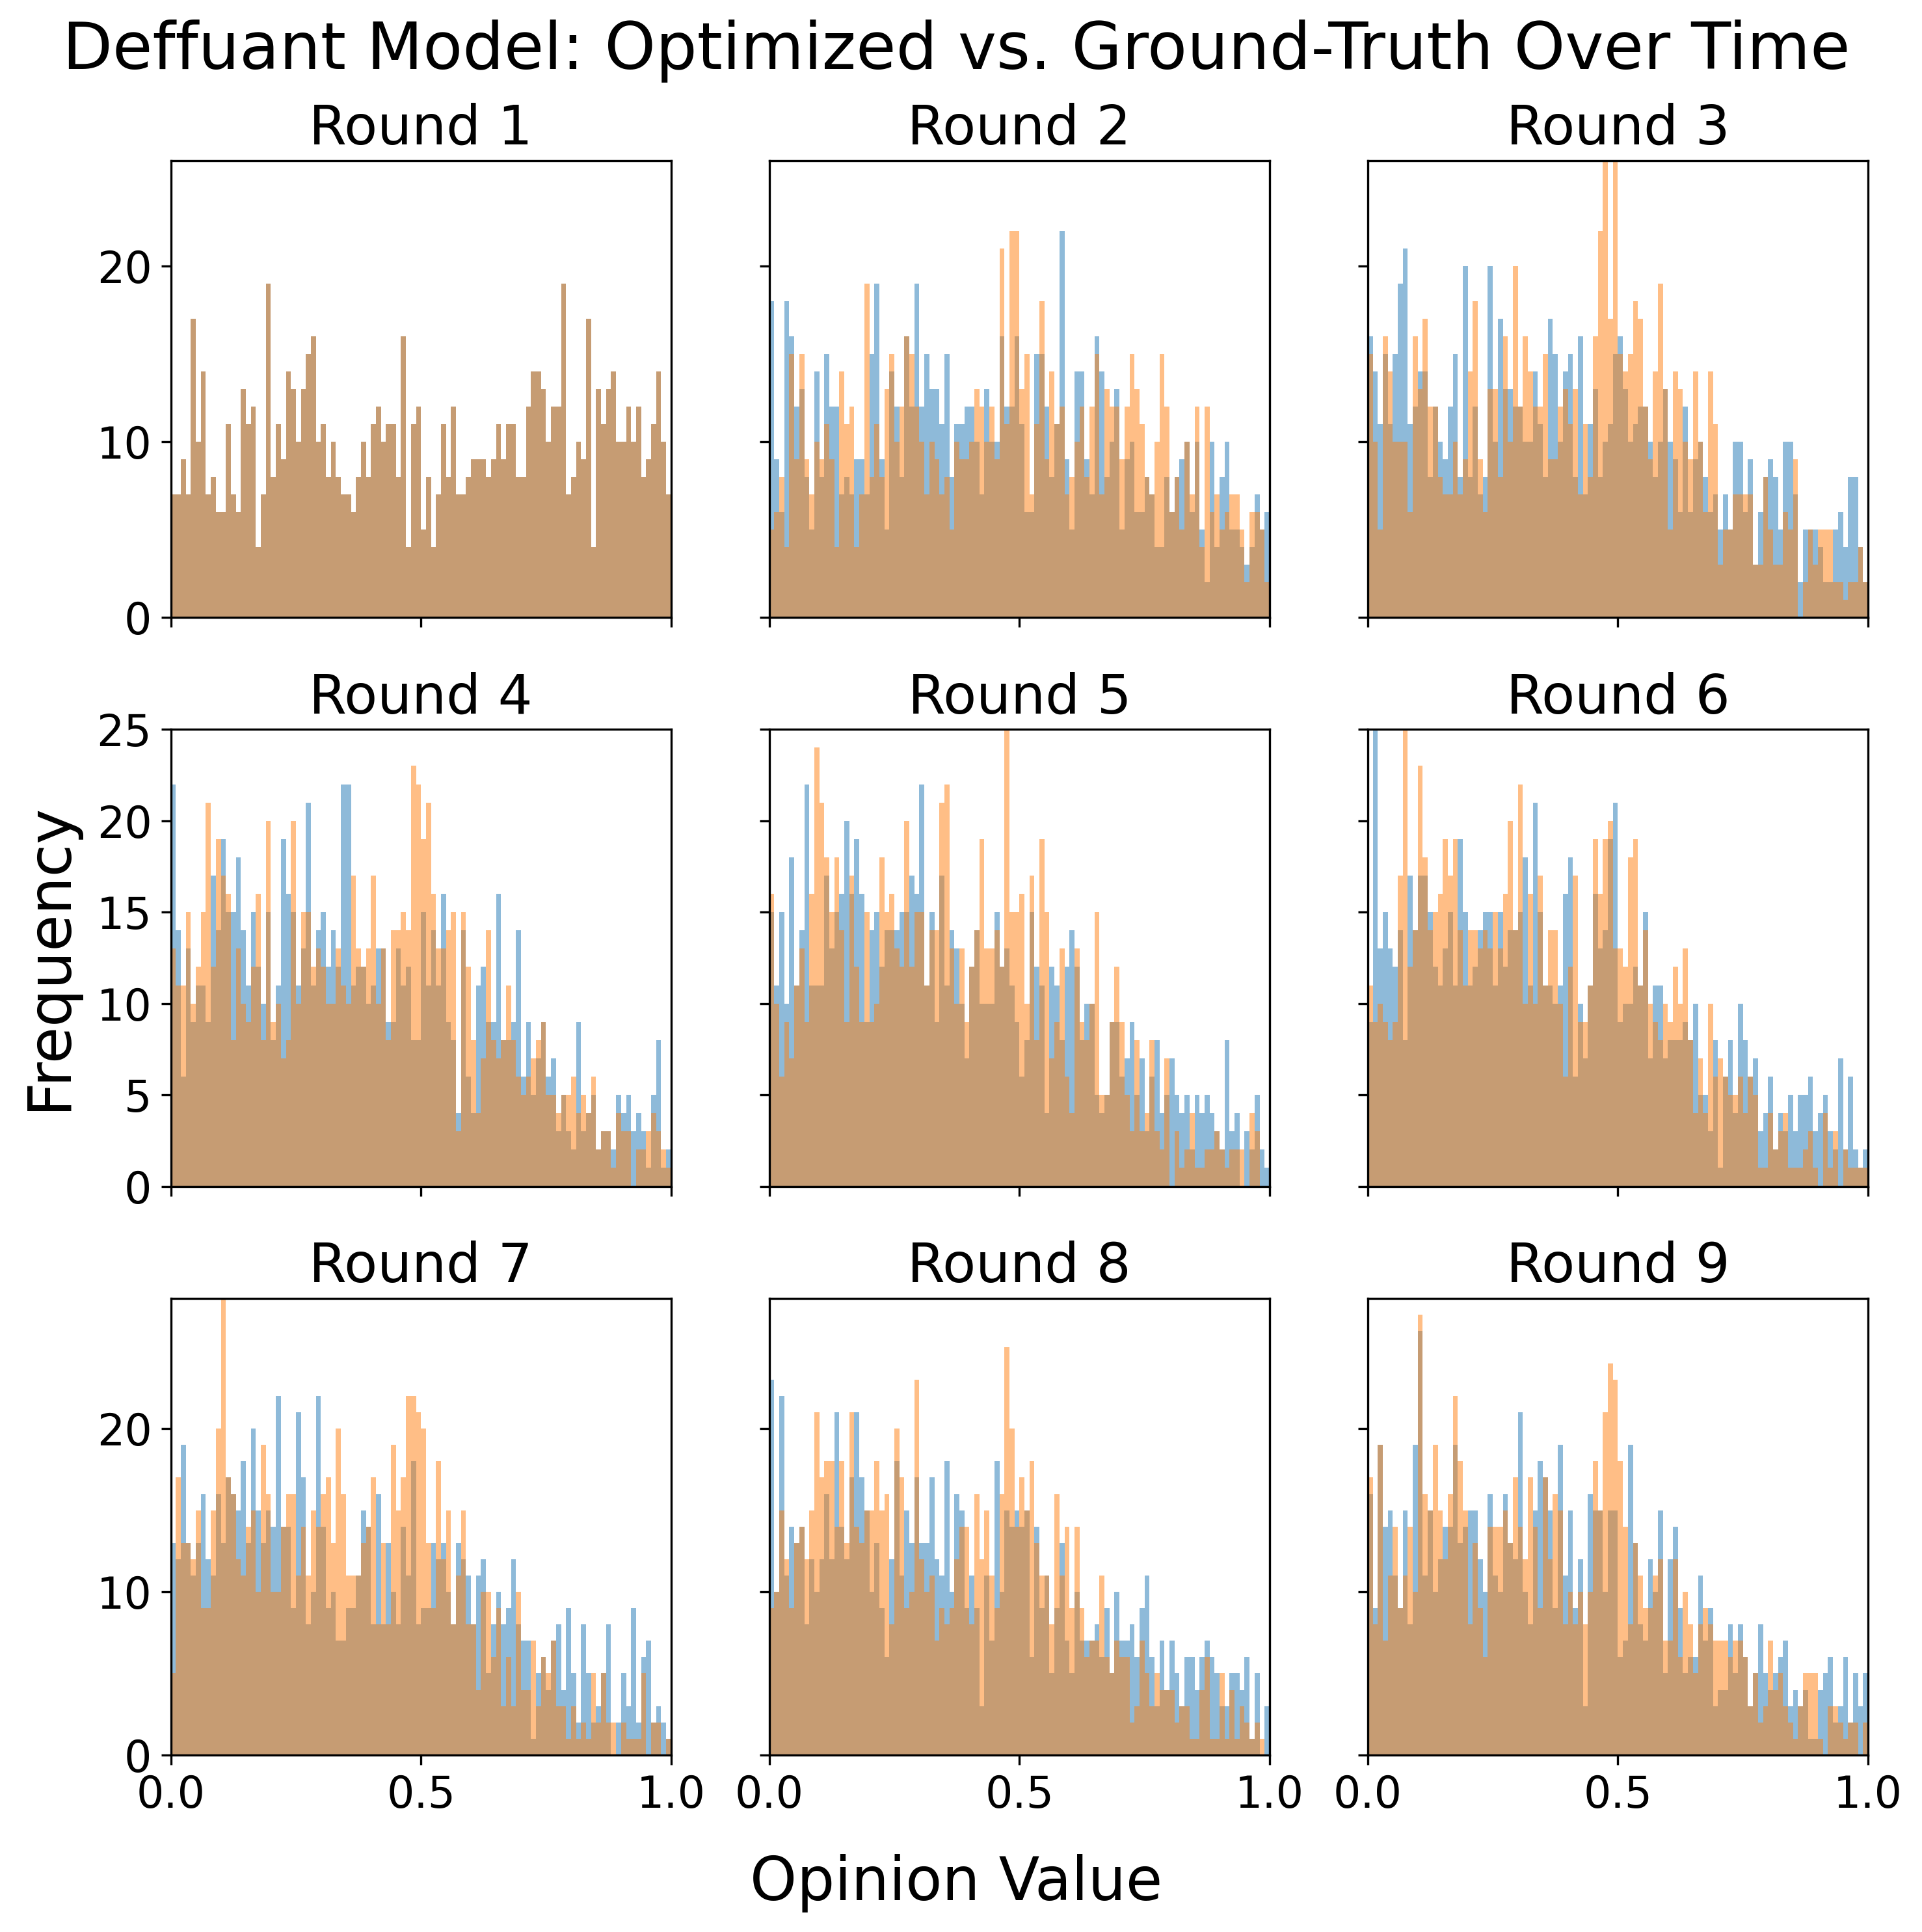 Deffuant Model: Optimized vs. Ground-Truth Over Time
Round 1
Round 2
Round 3
20
10
0
Round 4
Round 5
Round 6
25
20
15
10
5
0
Frequency
Round 7
Round 8
Round 9
20
10
0
0.0 0.5 1.0
0.0 0.5 1.0
0.0 0.5 1.0
Opinion Value